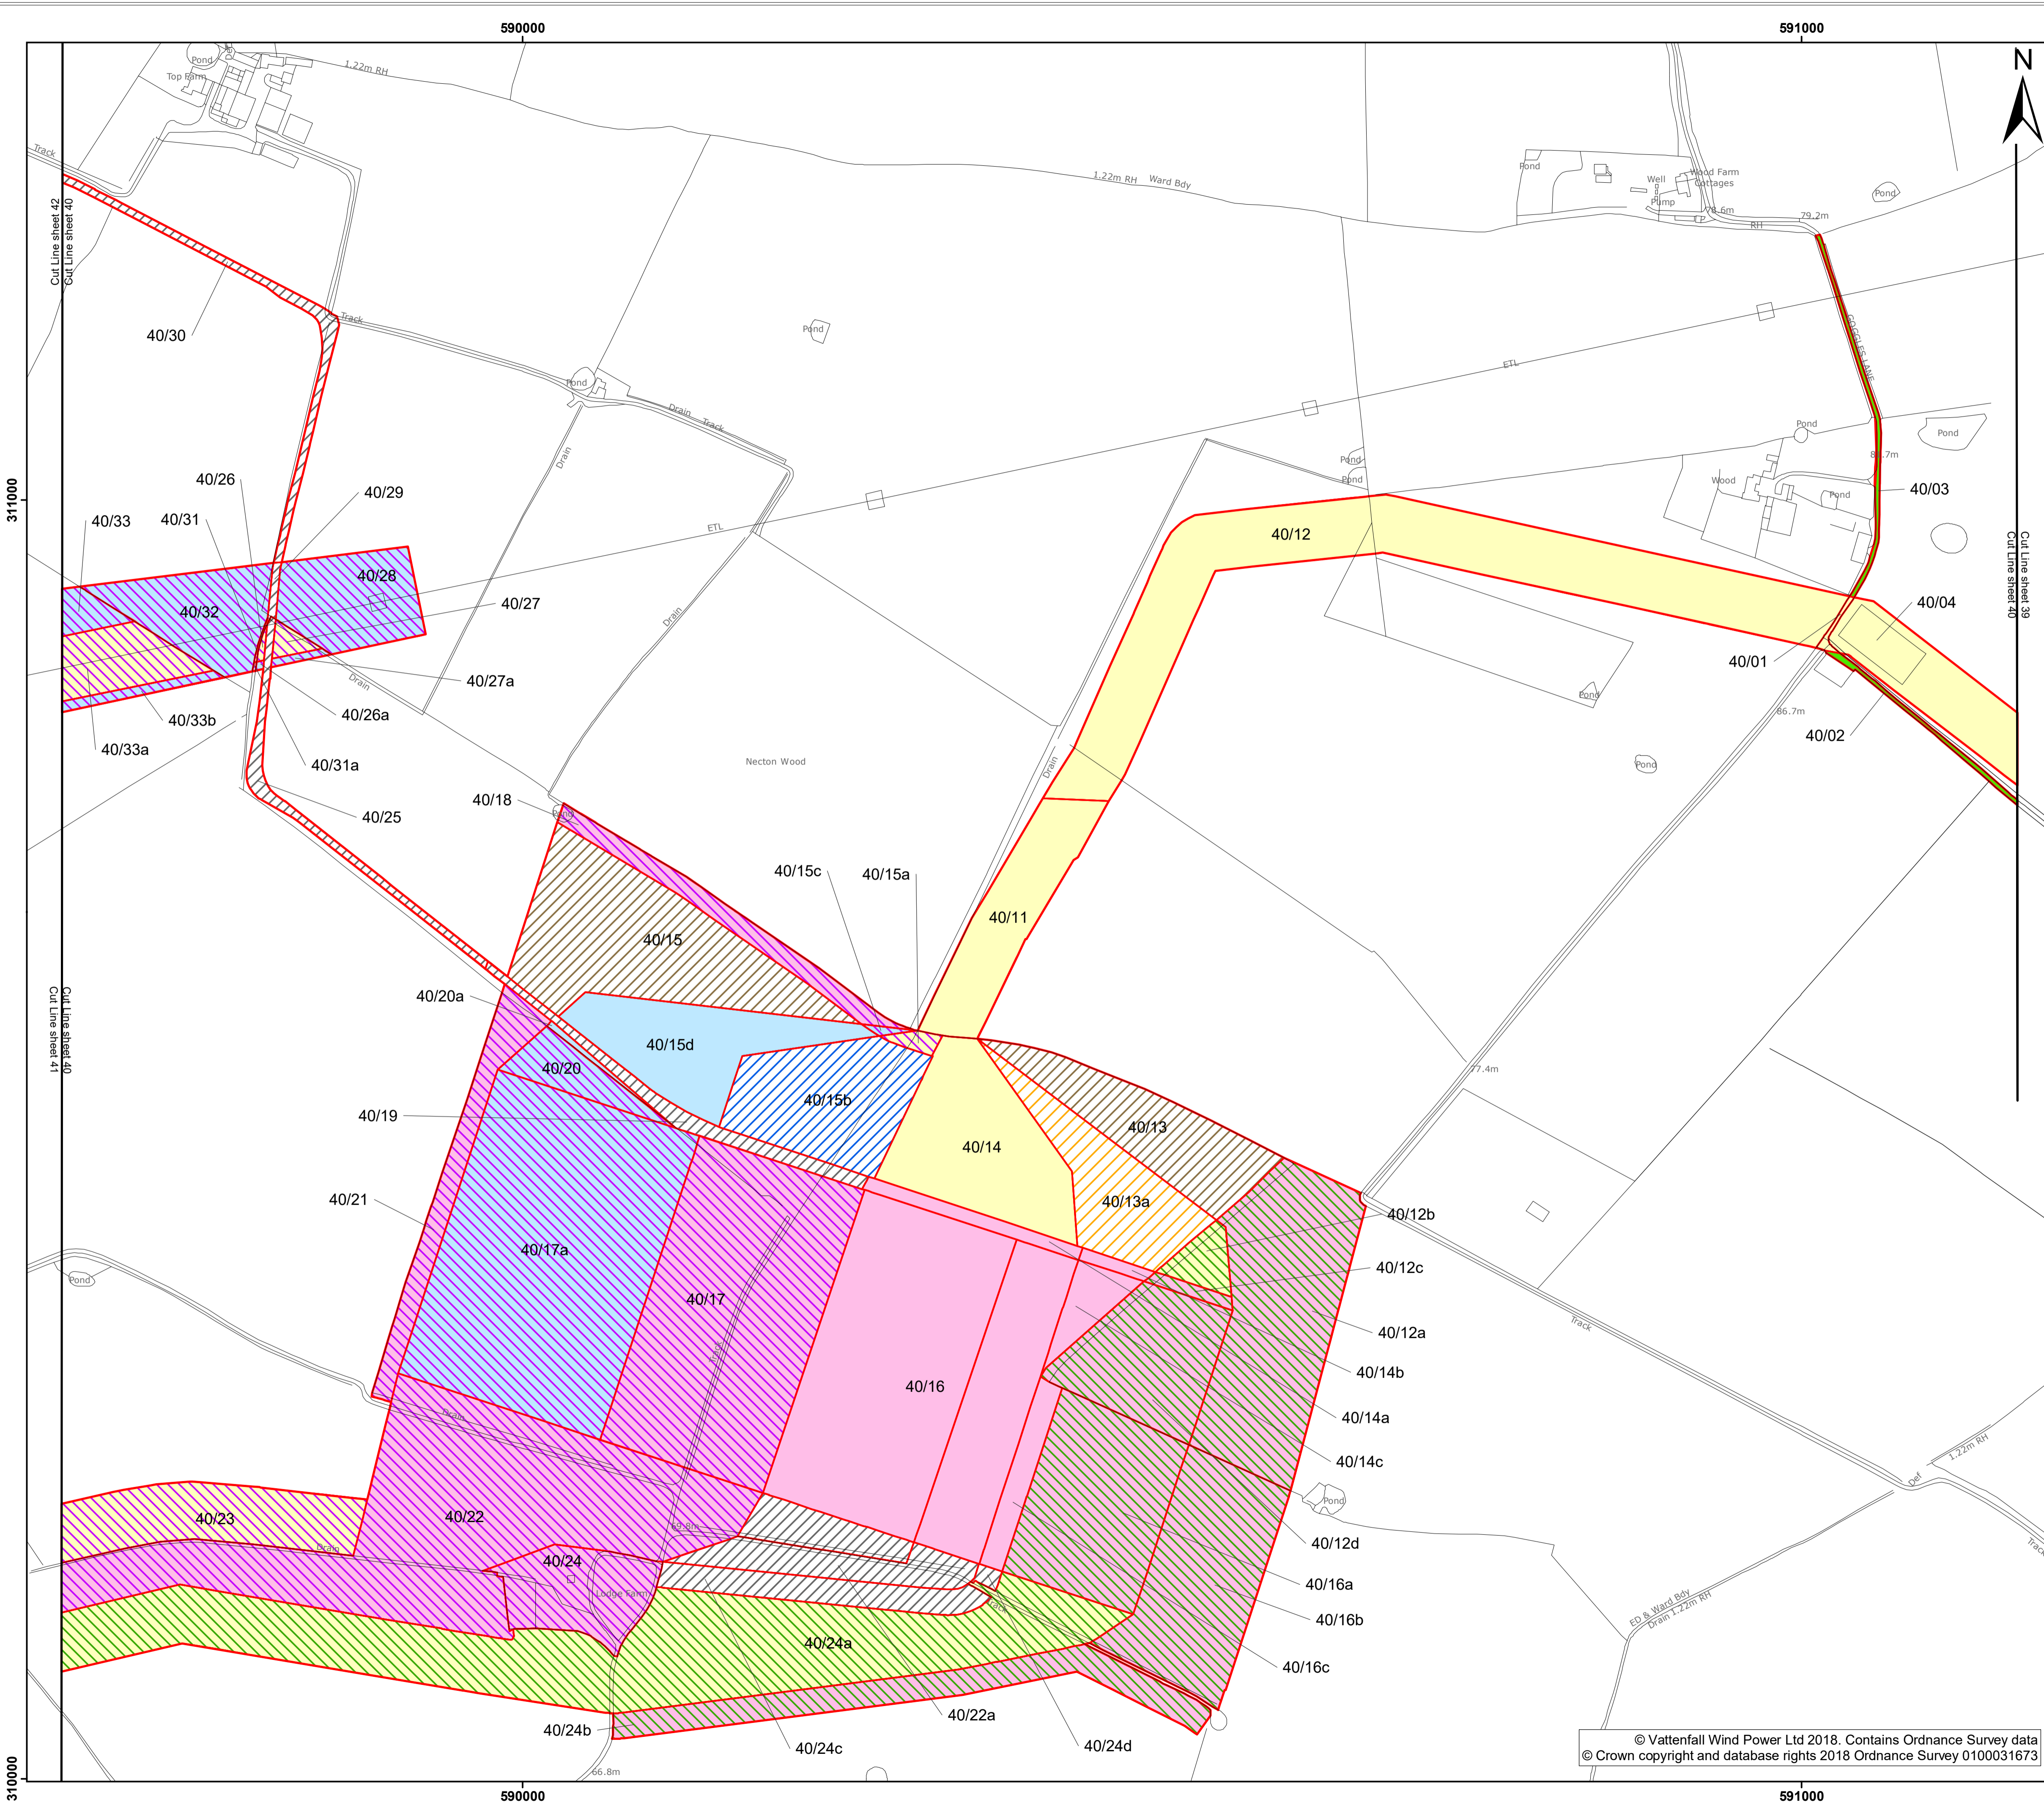 590000
591000
N
Pond
Top Farm
1.22m RH
Track
Cut Line sheet 42
Cut Line sheet 40
1.22m RH
Ward Bdy
Pond
Well
Pump
Wood Farm
Cottages
78.6m
79.2m
RH
Pond
40/30
Track
Pond
ETL
GOGGLES LANE
Pond
Drain
Track
Drain
Pond
Pond
Pond
Pond
Wood
Pond
40/03
311000
40/26
40/29
40/33
40/31
ETL
40/12
Cut Line sheet 39
Cut Line sheet 40
40/28
40/32
40/27
Drain
40/04
40/01
40/27a
Drain
Pond
86.7m
40/26a
40/33b
40/02
40/33a
40/31a
Necton Wood
Drain
Pond
40/25
40/18
Pond
40/15c
40/15a
40/11
40/15
40/20a
Cut Line sheet 40
Cut Line sheet 41
40/15d
40/20
77.4m
40/15b
40/19
40/13
40/14
40/21
40/13a
40/12b
40/17a
40/12c
Pond
40/17
40/12a
Track
Track
40/14b
40/16
40/14a
Drain
40/14c
1.22m RH
Def
Pond
40/23
40/22
69.8m
Drain
40/12d
Track
40/24
Lodge Farm
40/16a
Track
40/16b
ED & Ward Bdy
Drain 1.22m RH
40/24a
40/16c
40/22a
40/24b
40/24c
40/24d
66.8m
310000
© Vattenfall Wind Power Ltd 2018. Contains Ordnance Survey data
© Crown copyright and database rights 2018 Ordnance Survey 0100031673
590000
591000